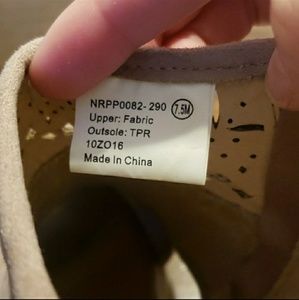 NRPP0082-290 7.5M
Upper: Fabric
Outsole: TPR
10ZO16
Made In China